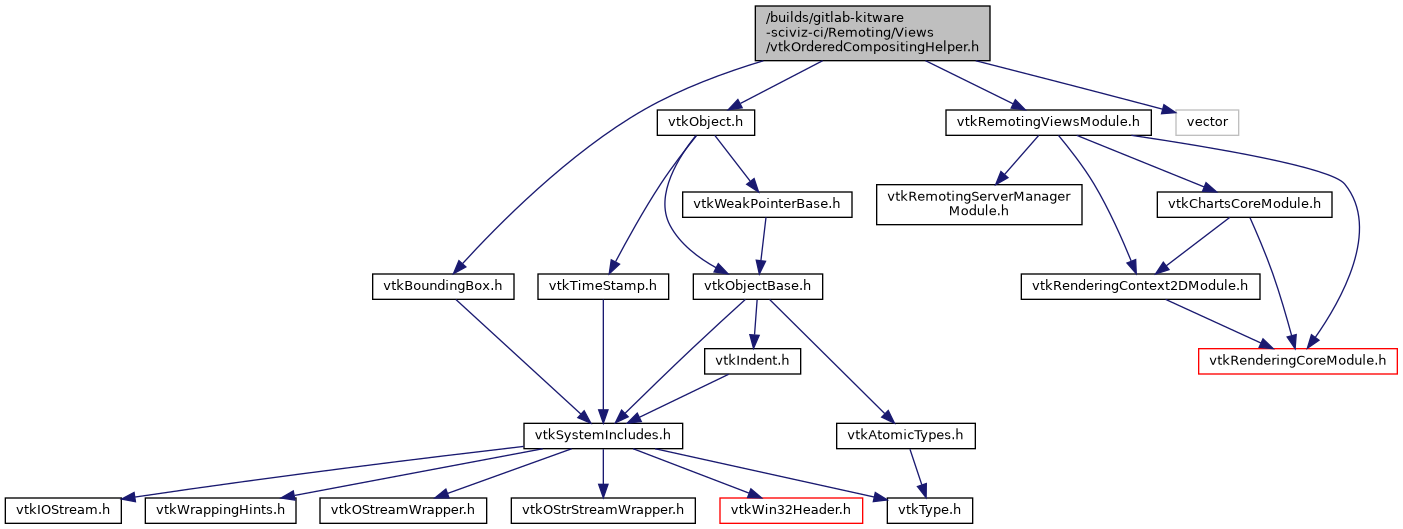 /builds/gitlab-kitware
-sciviz-ci/Remoting/Views
/vtkOrderedCompositingHelper.h
vtkObject.h
vtkRemotingViewsModule.h
vector
vtkWeakPointerBase.h
vtkRemotingServerManager
Module.h
vtkChartsCoreModule.h
vtkBoundingBox.h
vtkTimeStamp.h
vtkObjectBase.h
vtkRenderingContext2DModule.h
vtkIndent.h
vtkRenderingCoreModule.h
vtkSystemIncludes.h
vtkAtomicTypes.h
vtkIOStream.h
vtkWrappingHints.h
vtkOStreamWrapper.h
vtkOStrStreamWrapper.h
vtkWin32Header.h
vtkType.h